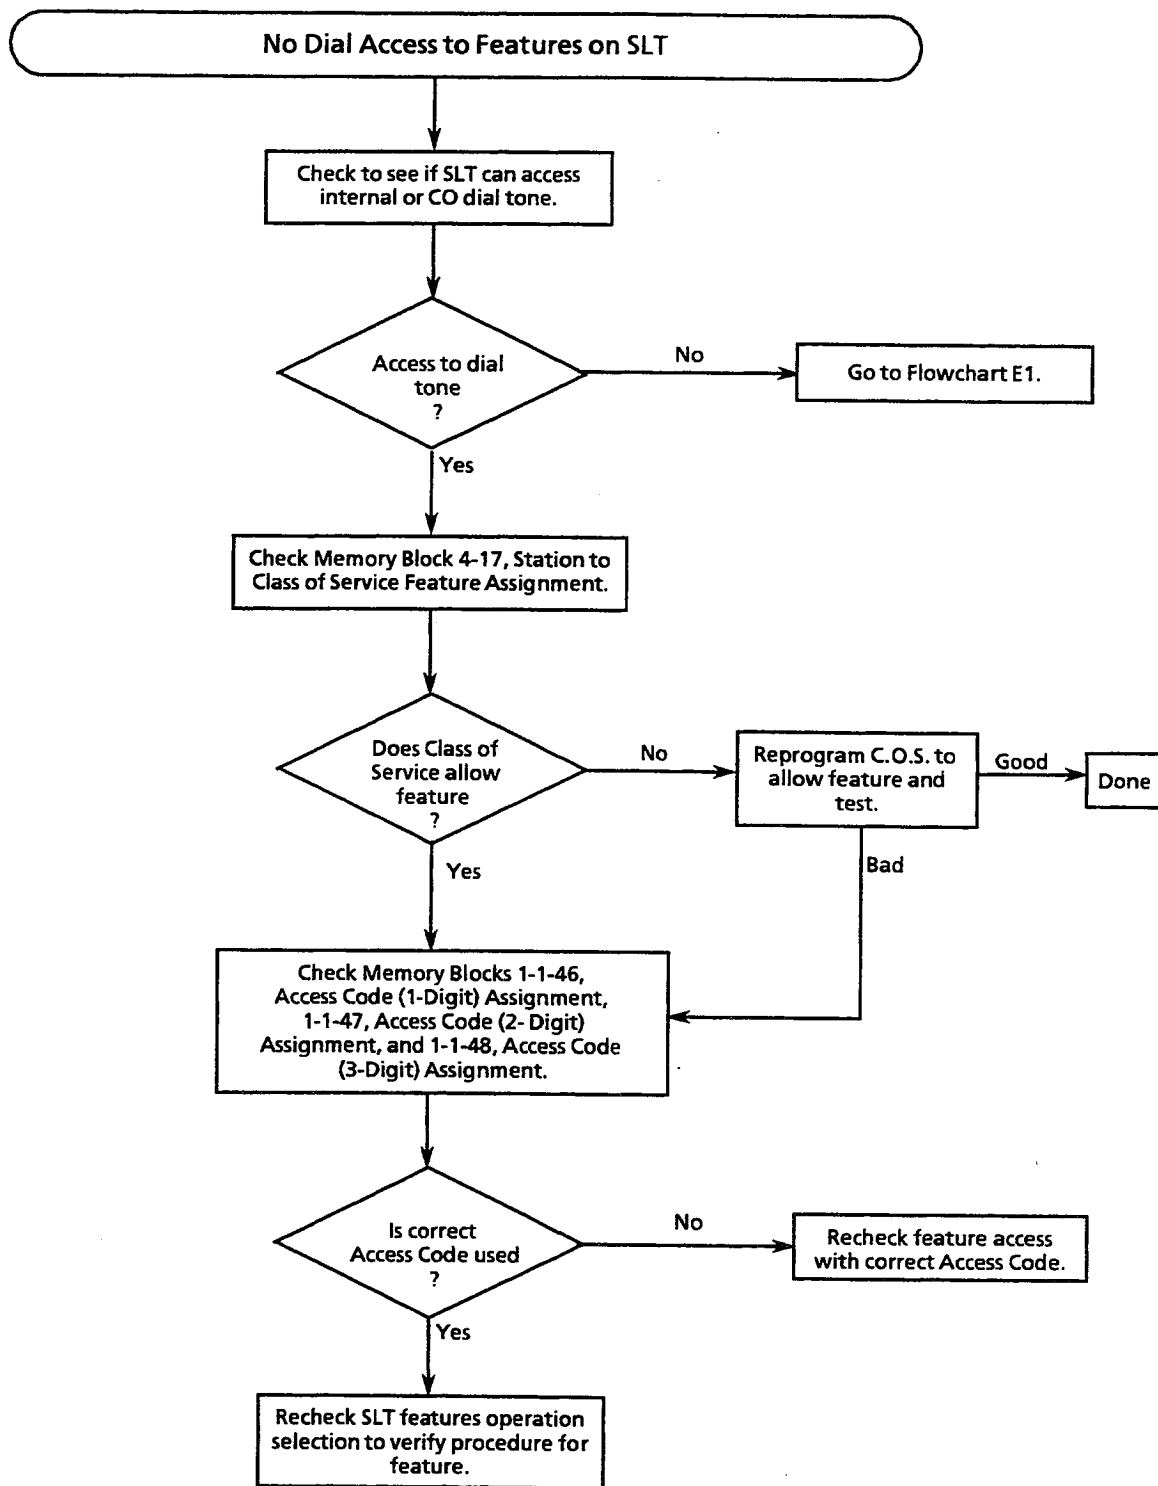 No Dial Access to Features on SLT
Check to see if SLT can access
internal or CO dial tone.
Access to dial
tone
?
No
Go to Flowchart E1.
Yes
Check Memory Block 4-17, Station to
Class of Service Feature Assignment.
Does Class of
Service allow
feature
?
No
Reprogram C.O.S. to
allow feature and
test.
Good
Done
Bad
Yes
Check Memory Blocks 1-1-46,
Access Code (1-Digit) Assignment,
1-1-47, Access Code (2- Digit)
Assignment, and 1-1-48, Access Code
(3-Digit) Assignment.
Is correct
Access Code used
?
No
Recheck feature access
with correct Access Code.
Yes
Recheck SLT features operation
selection to verify procedure for
feature.